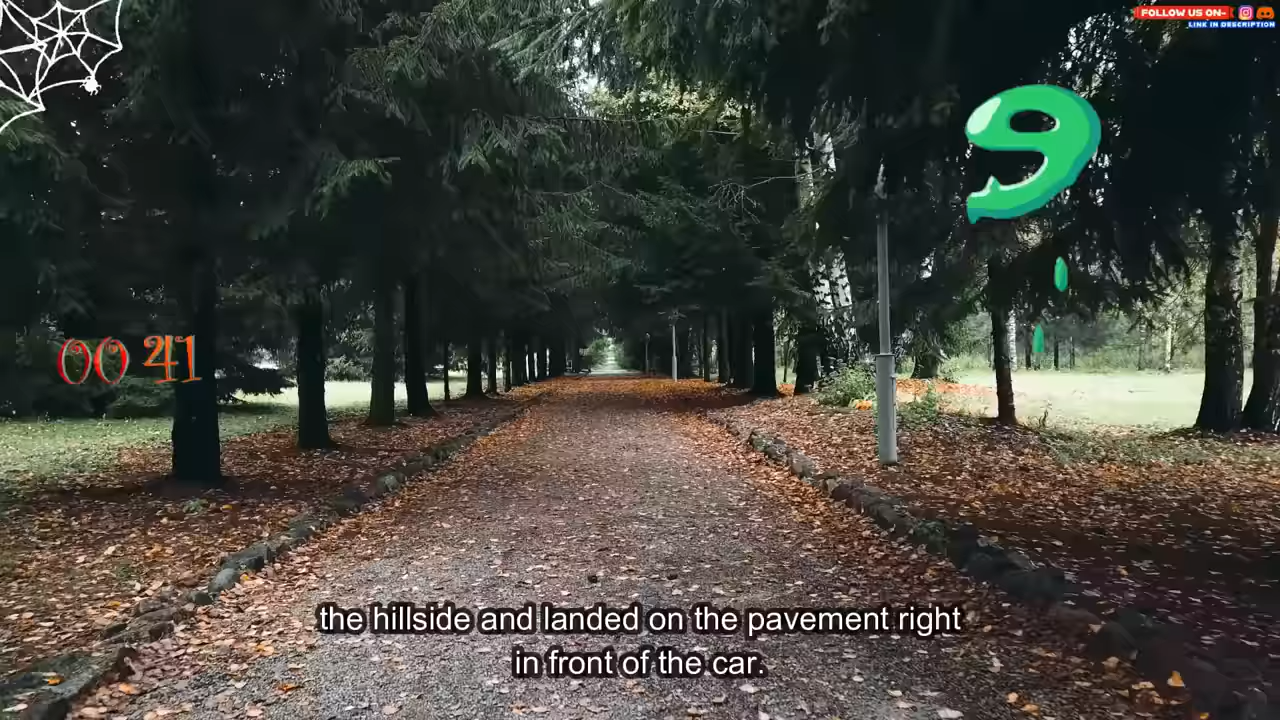 FOLLOW US ON-
LINK IN DESCRIPTION
9
00 41
the hillside and landed on the pavement right
in front of the car.